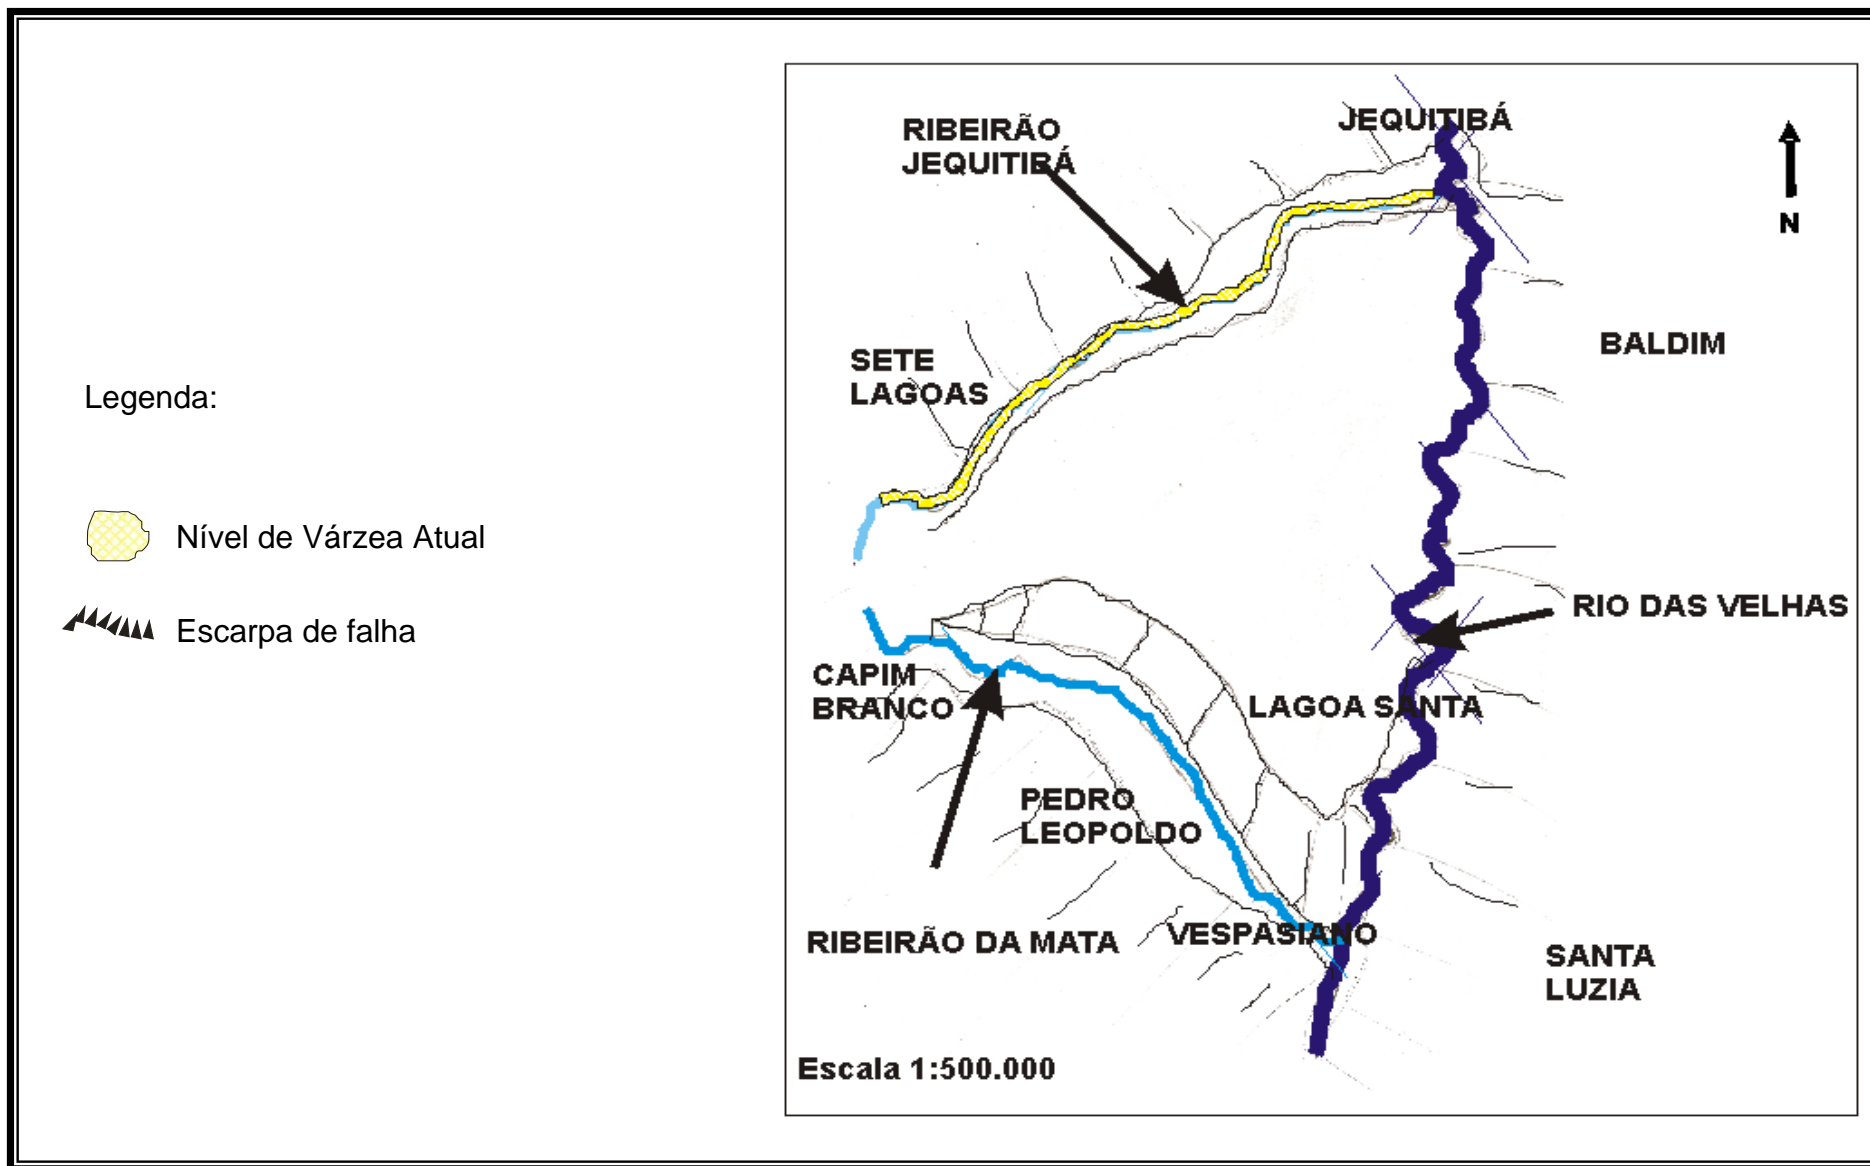 Legenda:
Nível de Várzea Atual
Escarpa de falha
RIBEIRÃO
JEQUITIBÁ
JEQUITIBÁ
N
BALDIM
SETE
LAGOAS
RIO DAS VELHAS
CAPIM
BRANCO
LAGOA SANTA
PEDRO
LEOPOLDO
RIBEIRÃO DA MATA
VESPASIANO
SANTA
LUZIA
Escala 1:500.000